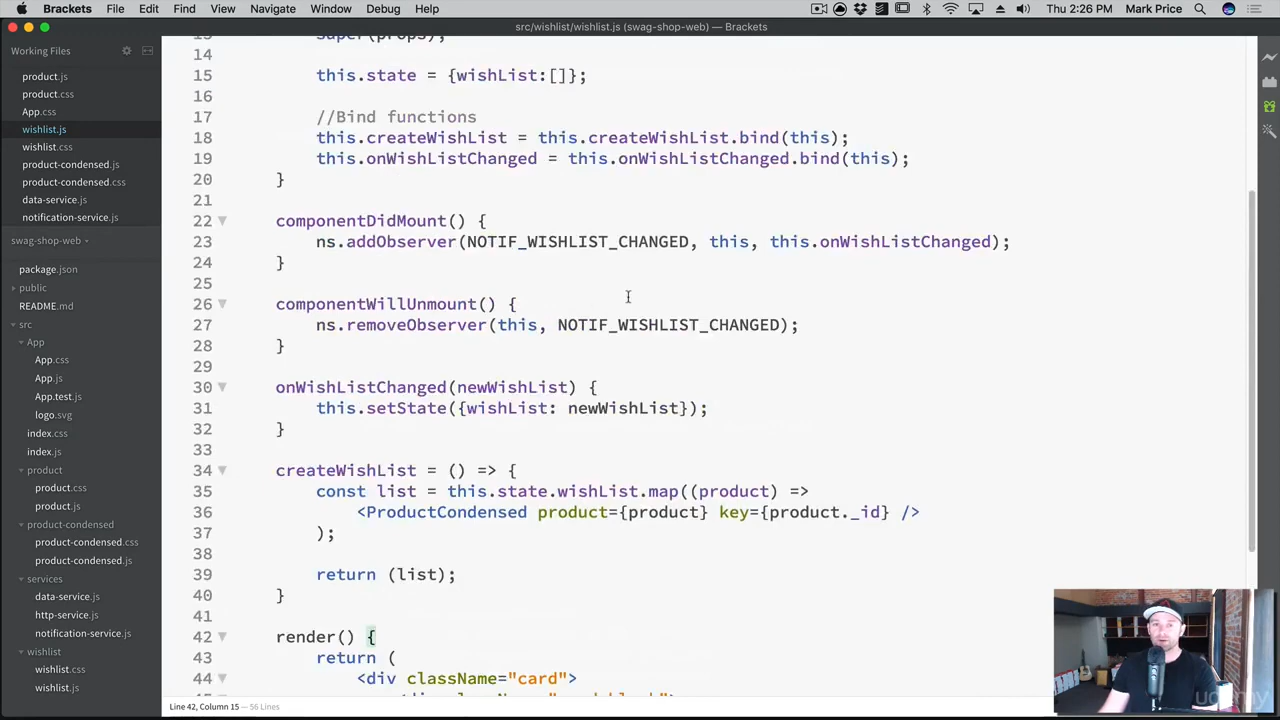 Brackets File Edit Find View Navigate Window Debug Help
Thu 2:26 PM Mark Price
src/wishlist/wishlist.js (swag-shop-web) — Brackets
Working Files
product.js
product.css
App.css
wishlist.js
wishlist.css
product-condensed.js
product-condensed.css
data-service.js
notification-service.js
swag-shop-web
package.json
public
README.md
src
App
App.css
App.js
App.test.js
logo.svg
index.css
index.js
product
product.css
product.js
product-condensed
product-condensed.css
product-condensed.js
services
data-service.js
http-service.js
notification-service.js
wishlist
wishlist.css
wishlist.js
13 super(props);
14
15 this.state = {wishList:[]};
16
17 //Bind functions
18 this.createWishList = this.createWishList.bind(this);
19 this.onWishListChanged = this.onWishListChanged.bind(this);
20 }
21
22 componentDidMount() {
23 ns.addObserver(NOTIF_WISHLIST_CHANGED, this, this.onWishListChanged);
24 }
25
26 componentWillUnmount() {
27 ns.removeObserver(this, NOTIF_WISHLIST_CHANGED);
28 }
29
30 onWishListChanged(newWishList) {
31 this.setState({wishList: newWishList});
32 }
33
34 createWishList = () => {
35 const list = this.state.wishList.map((product) =>
36 <ProductCondensed product={product} key={product._id} />
37 );
38
39 return (list);
40 }
41
42 render() {
43 return (
44 <div className="card">
Line 42, Column 15 — 56 Lines
udemy